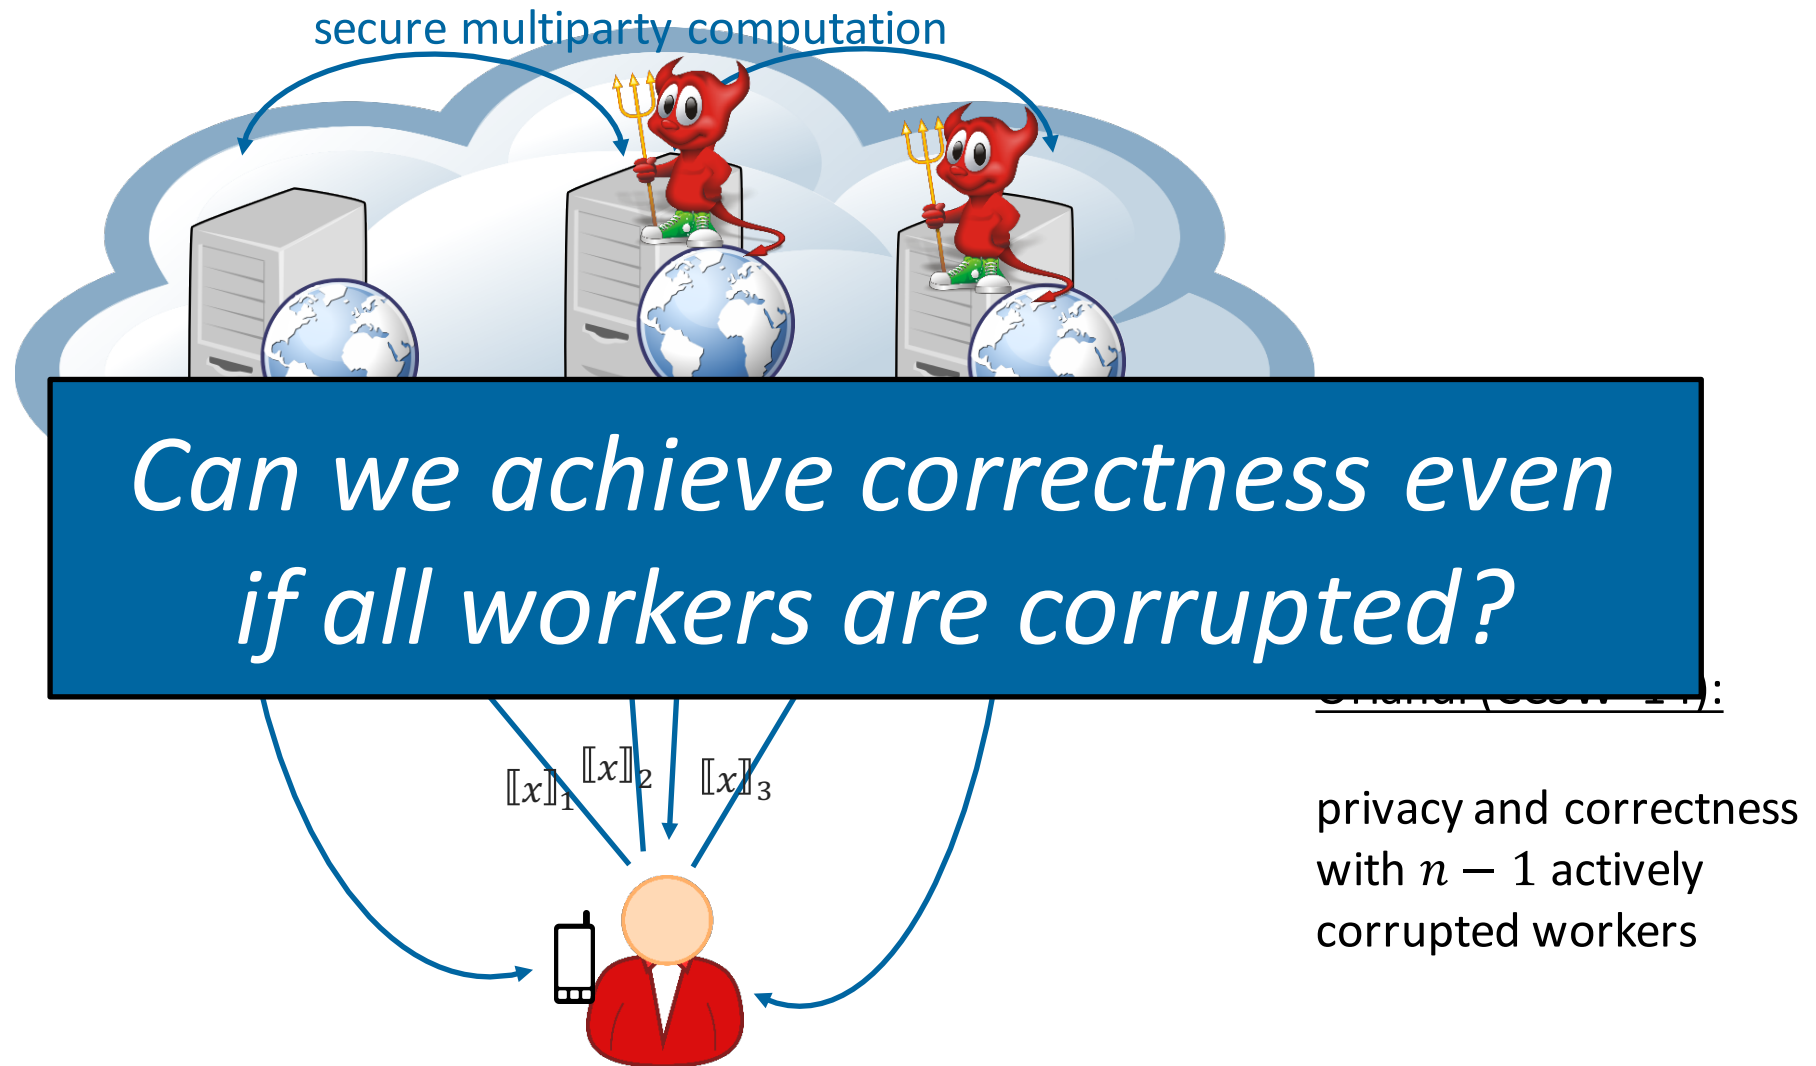 secure multiparty computation
Can we achieve correctness even
if all workers are corrupted?
⟦x⟧₁ ⟦x⟧₂ ⟦x⟧₃
privacy and correctness
with n − 1 actively
corrupted workers